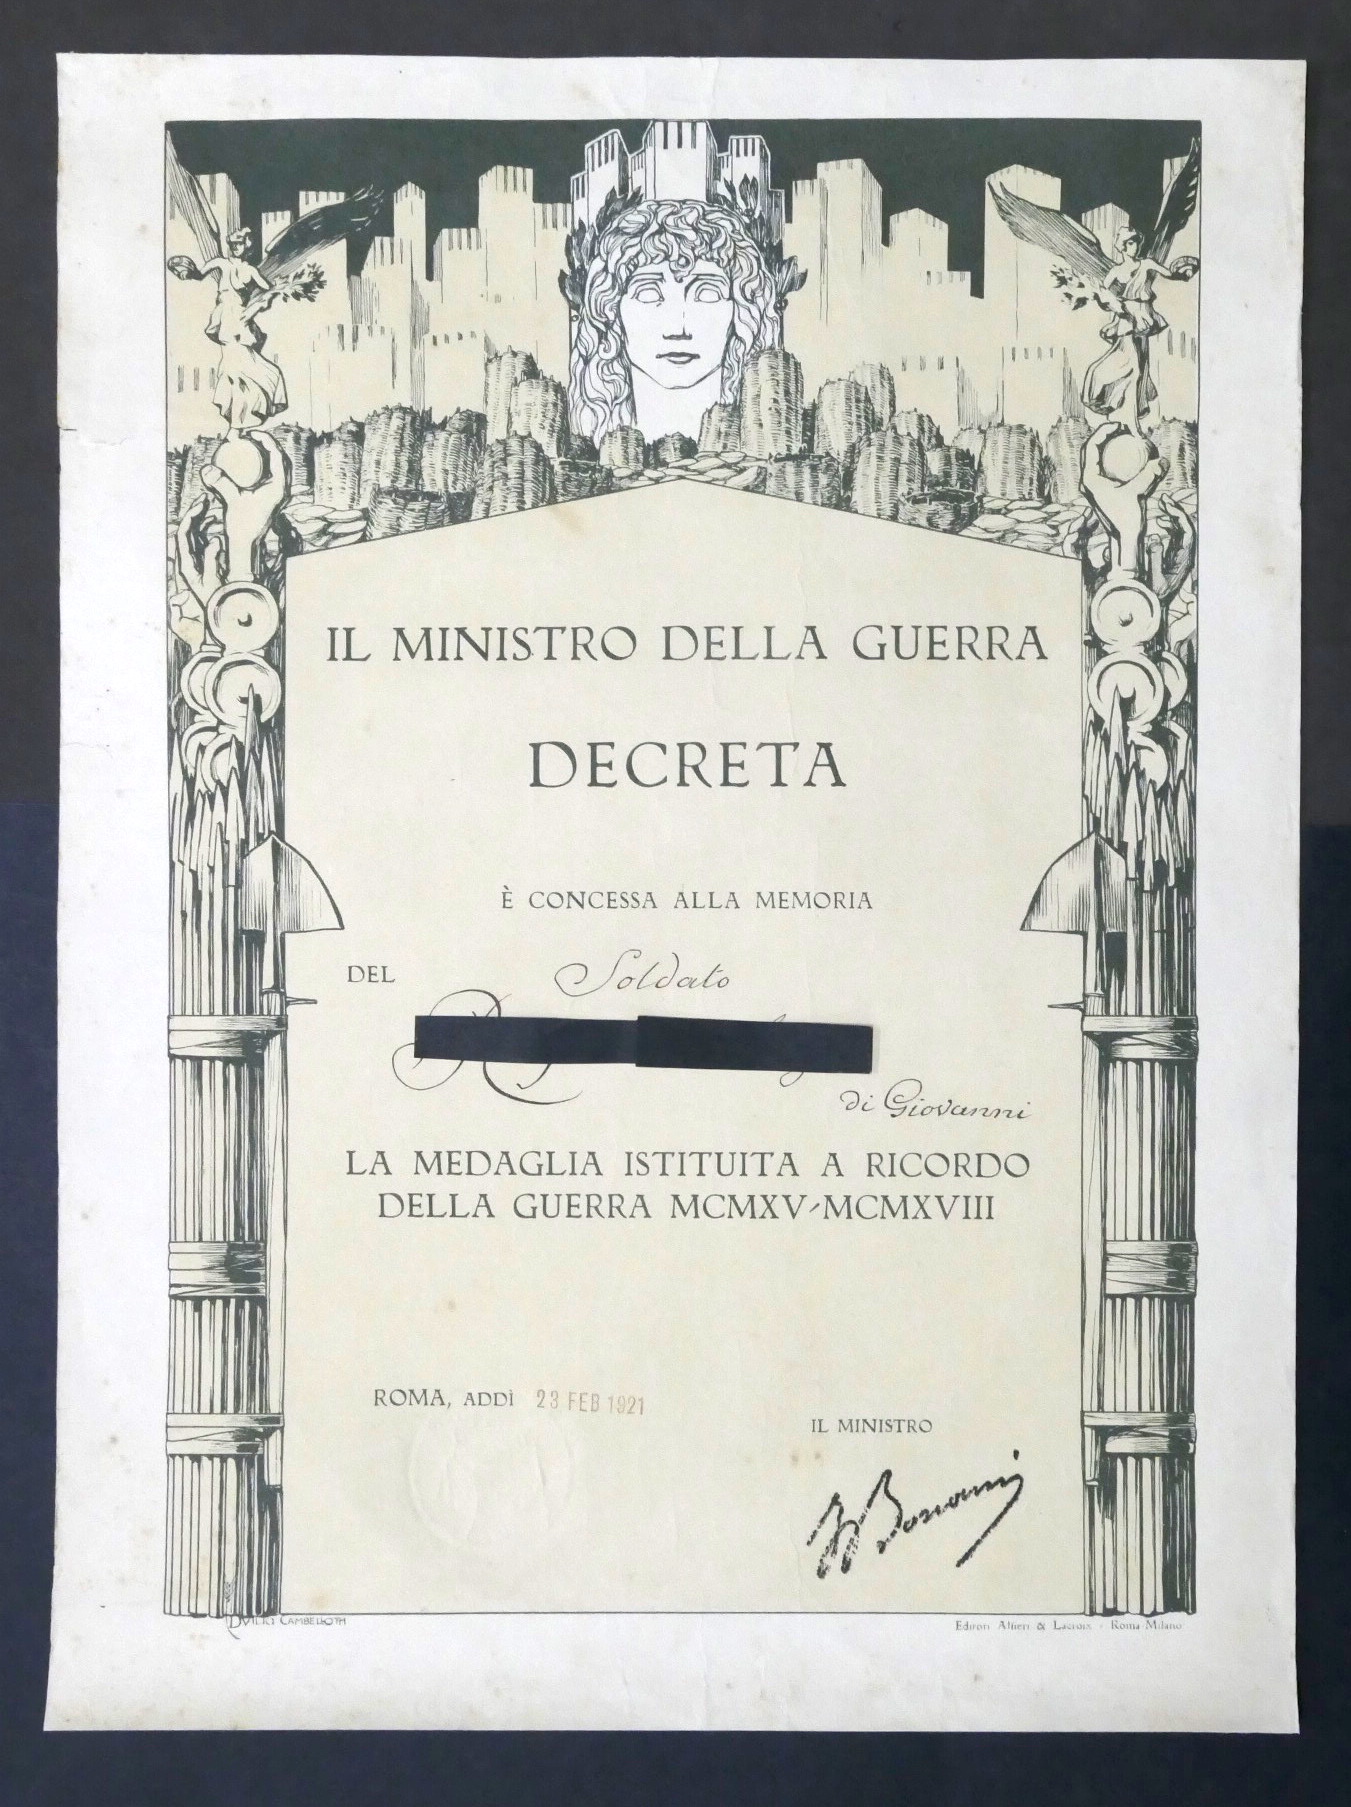 IL MINISTRO DELLA GUERRA
DECRETA
È CONCESSA ALLA MEMORIA
DEL Soldato
di Giovanni
LA MEDAGLIA ISTITUITA A RICORDO
DELLA GUERRA MCMXV-MCMXVIII
ROMA, ADDÌ 23 FEB 1921
IL MINISTRO
Bonomi
DVILIO CAMBELLOTTI
Editori Alfieri & Lacroix - Roma-Milano